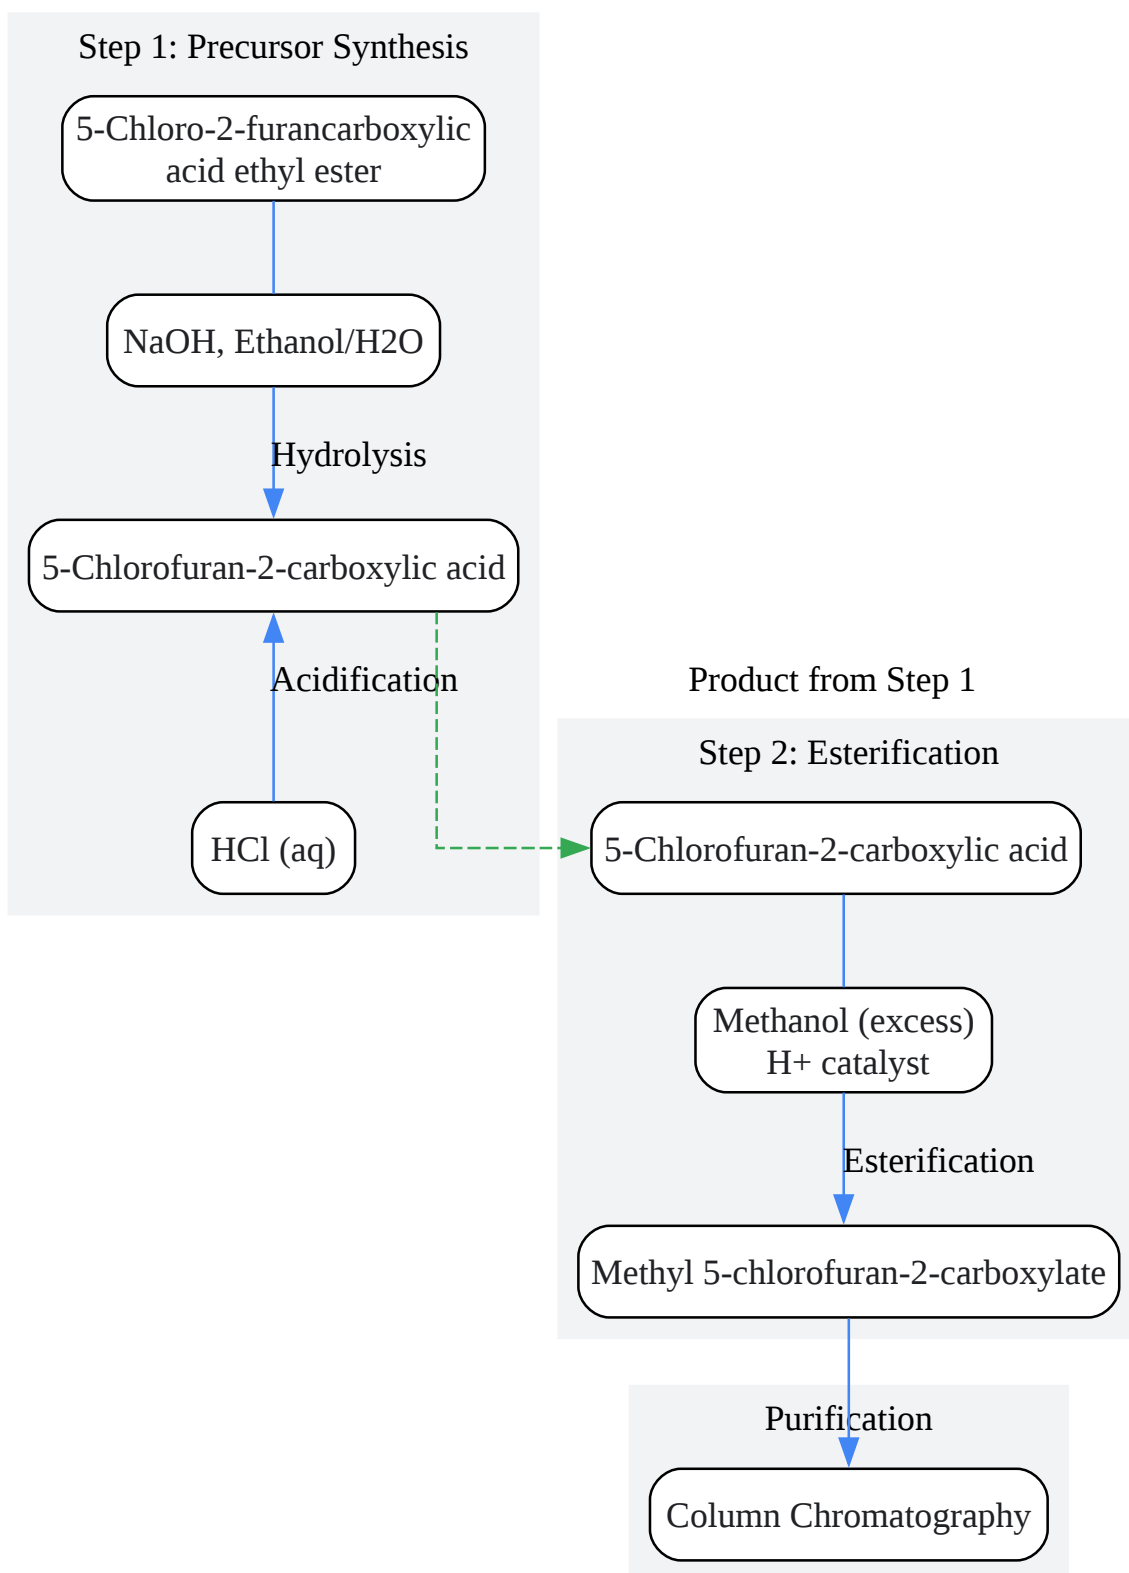 Step 1: Precursor Synthesis
5-Chloro-2-furancarboxylic
acid ethyl ester
NaOH, Ethanol/H2O
Hydrolysis
5-Chlorofuran-2-carboxylic acid
Acidification
HCl (aq)
Product from Step 1
Step 2: Esterification
5-Chlorofuran-2-carboxylic acid
Methanol (excess)
H+ catalyst
Esterification
Methyl 5-chlorofuran-2-carboxylate
Purification
Column Chromatography